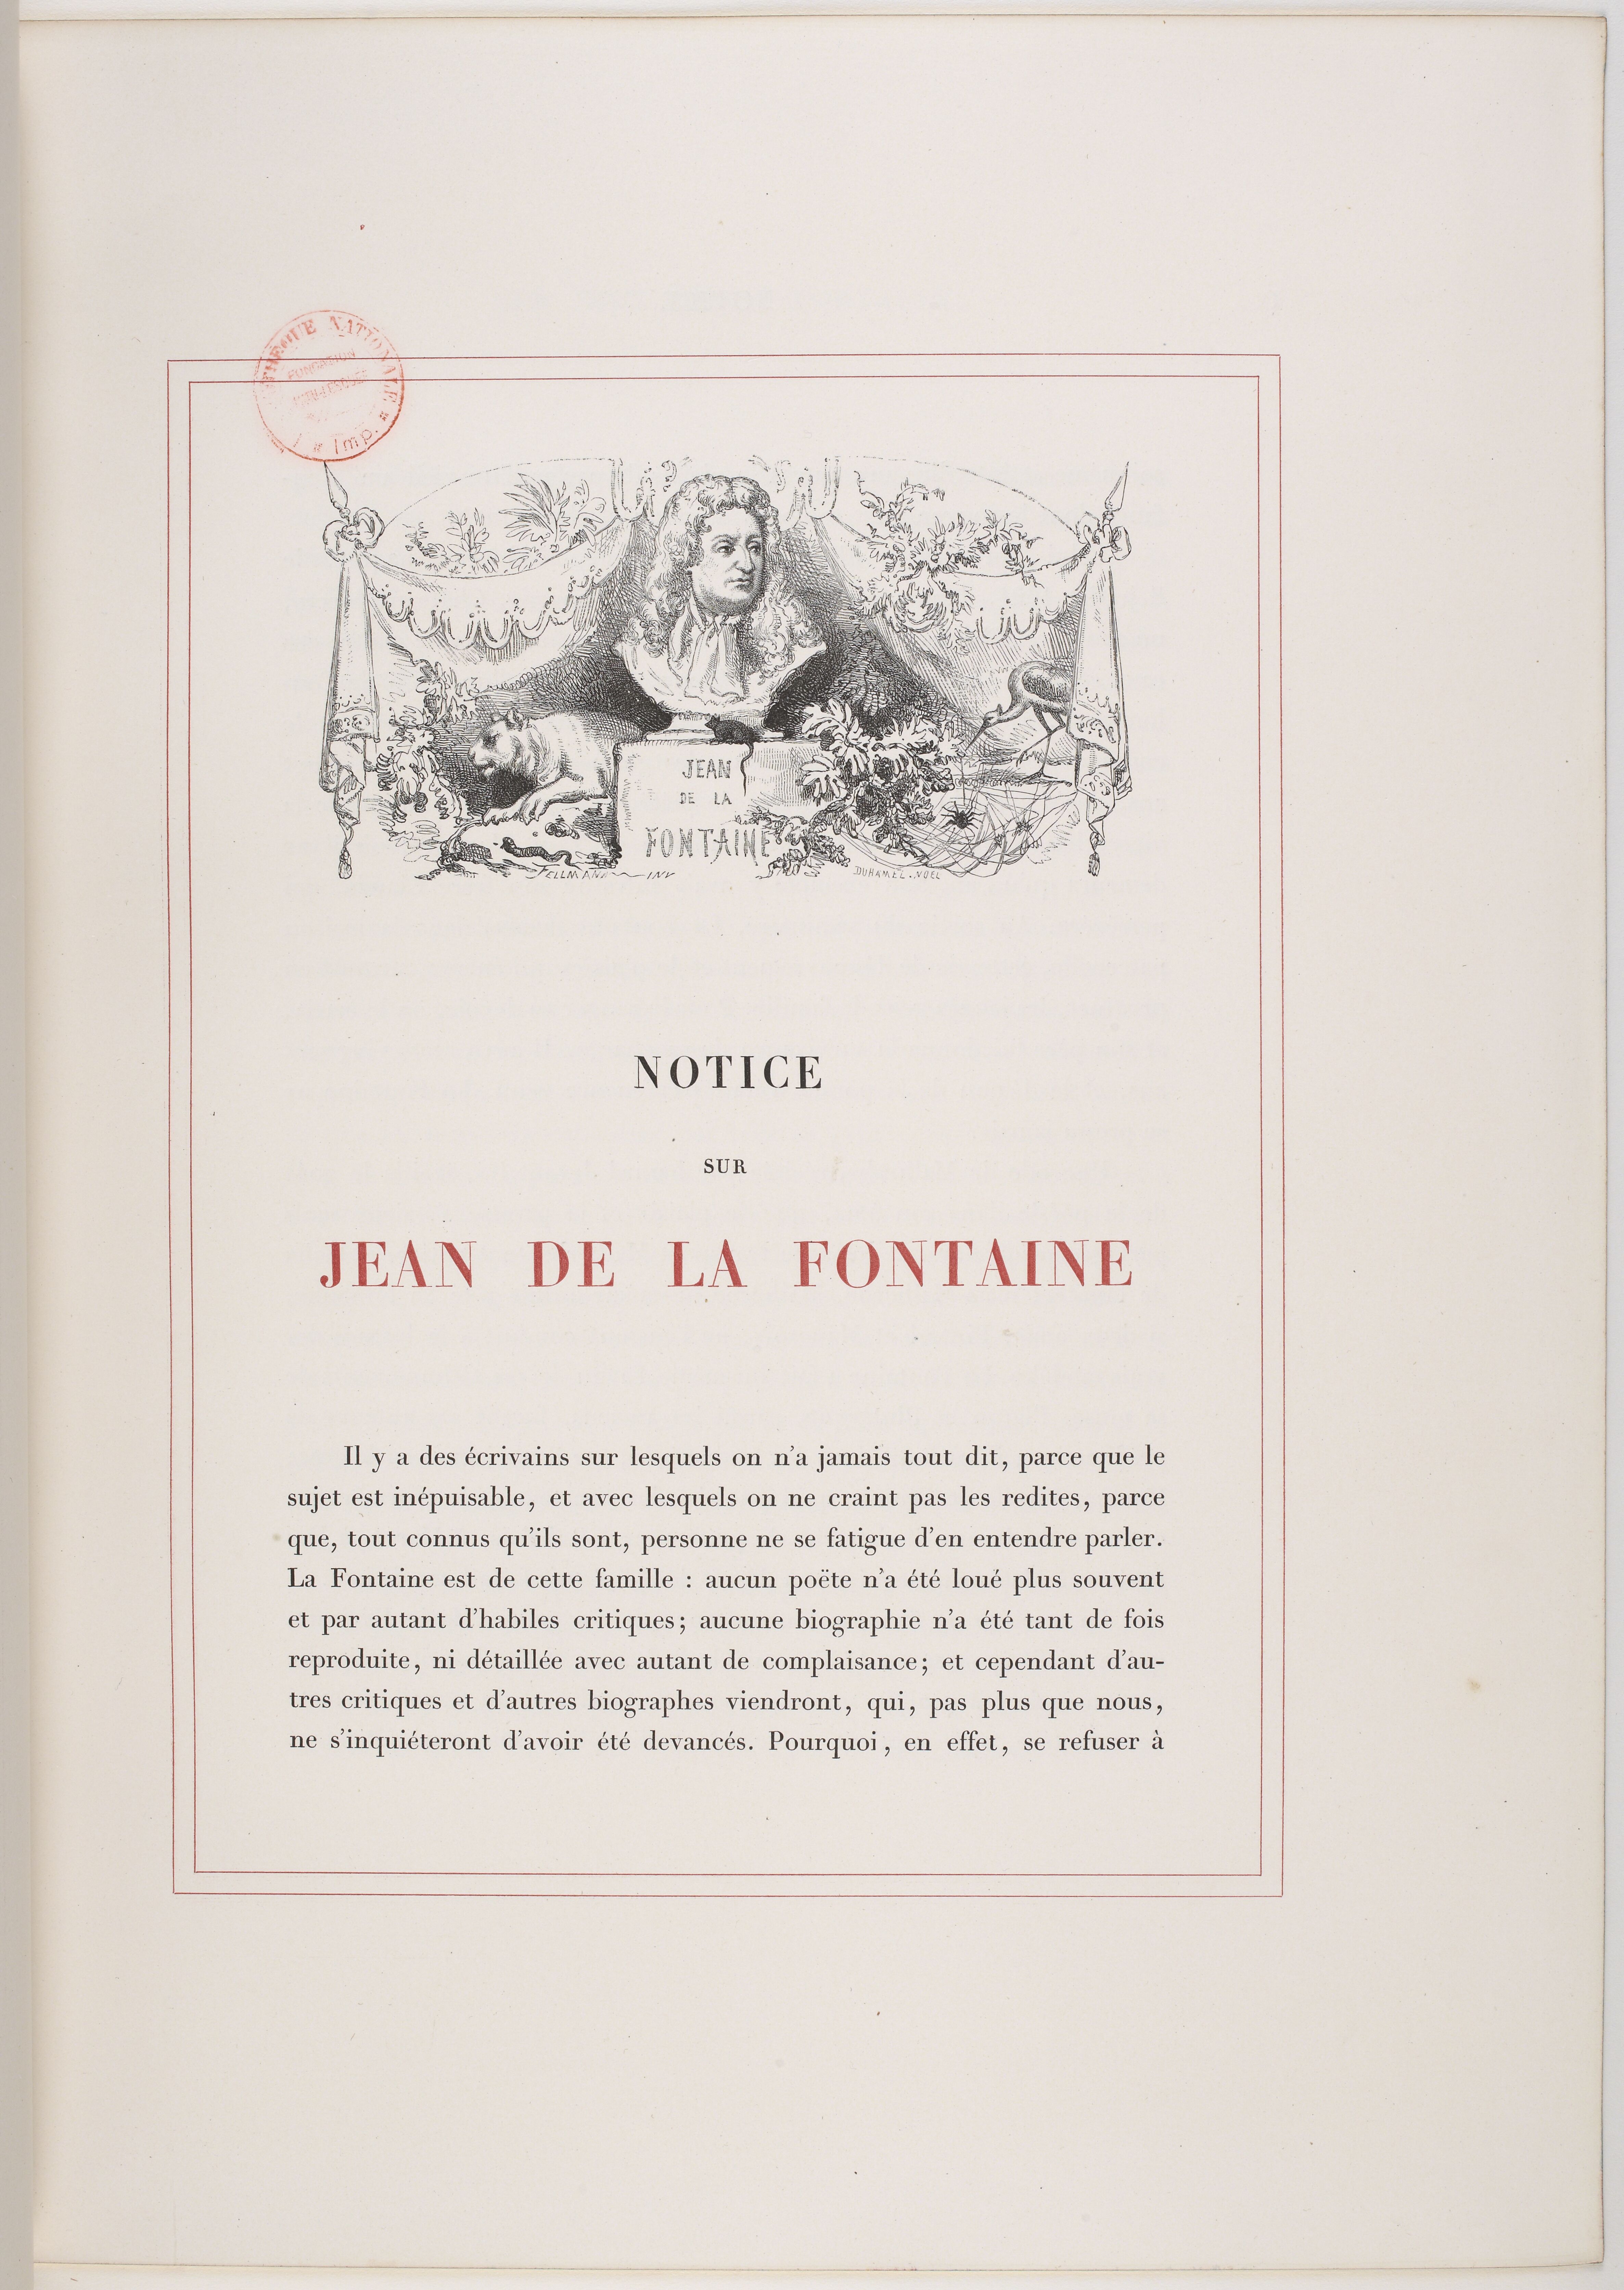 NATIONALE
Imp.
JEAN
DE LA
FONTAINE
INV
DUHAMEL. NOEL
NOTICE
SUR
JEAN DE LA FONTAINE
Il y a des écrivains sur lesquels on n'a jamais tout dit, parce que le
sujet est inépuisable, et avec lesquels on ne craint pas les redites, parce
que, tout connus qu'ils sont, personne ne se fatigue d'en entendre parler.
La Fontaine est de cette famille : aucun poëte n'a été loué plus souvent
et par autant d'habiles critiques; aucune biographie n'a été tant de fois
reproduite, ni détaillée avec autant de complaisance; et cependant d'au-
tres critiques et d'autres biographes viendront, qui, pas plus que nous,
ne s'inquiéteront d'avoir été devancés. Pourquoi, en effet, se refuser à